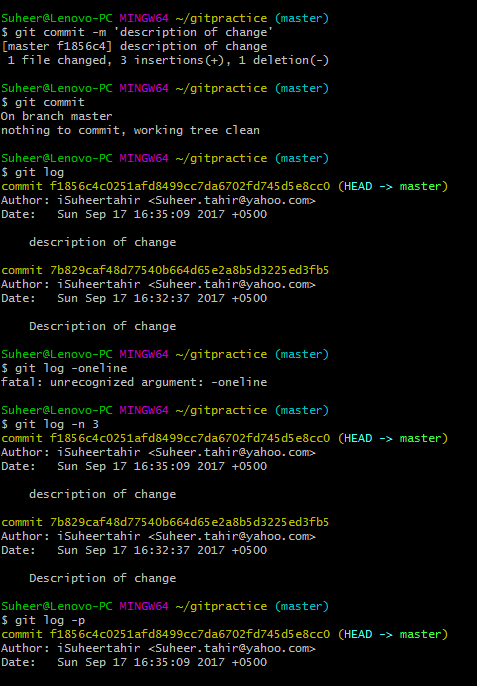 Suheer@Lenovo-PC MINGW64 ~/gitpractice (master)
$ git commit -m 'description of change'
[master f1856c4] description of change
 1 file changed, 3 insertions(+), 1 deletion(-)

Suheer@Lenovo-PC MINGW64 ~/gitpractice (master)
$ git commit
On branch master
nothing to commit, working tree clean

Suheer@Lenovo-PC MINGW64 ~/gitpractice (master)
$ git log
commit f1856c4c0251afd8499cc7da6702fd745d5e8cc0 (HEAD -> master)
Author: iSuheertahir <Suheer.tahir@yahoo.com>
Date:   Sun Sep 17 16:35:09 2017 +0500

    description of change

commit 7b829caf48d77540b664d65e2a8b5d3225ed3fb5
Author: iSuheertahir <Suheer.tahir@yahoo.com>
Date:   Sun Sep 17 16:32:37 2017 +0500

    Description of change

Suheer@Lenovo-PC MINGW64 ~/gitpractice (master)
$ git log -oneline
fatal: unrecognized argument: -oneline

Suheer@Lenovo-PC MINGW64 ~/gitpractice (master)
$ git log -n 3
commit f1856c4c0251afd8499cc7da6702fd745d5e8cc0 (HEAD -> master)
Author: iSuheertahir <Suheer.tahir@yahoo.com>
Date:   Sun Sep 17 16:35:09 2017 +0500

    description of change

commit 7b829caf48d77540b664d65e2a8b5d3225ed3fb5
Author: iSuheertahir <Suheer.tahir@yahoo.com>
Date:   Sun Sep 17 16:32:37 2017 +0500

    Description of change

Suheer@Lenovo-PC MINGW64 ~/gitpractice (master)
$ git log -p
commit f1856c4c0251afd8499cc7da6702fd745d5e8cc0 (HEAD -> master)
Author: iSuheertahir <Suheer.tahir@yahoo.com>
Date:   Sun Sep 17 16:35:09 2017 +0500